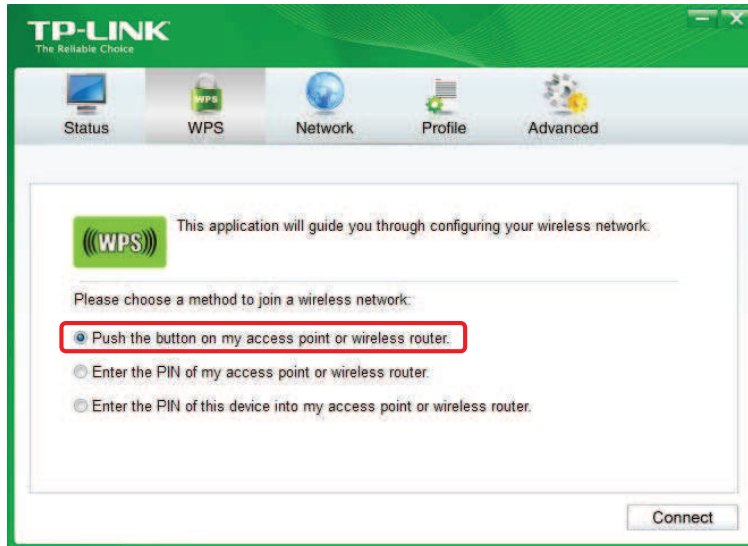 TP-LINK
The Reliable Choice
Status WPS Network Profile Advanced
WPS
This application will guide you through configuring your wireless network.
(((WPS)))
Please choose a method to join a wireless network:
Push the button on my access point or wireless router.
Enter the PIN of my access point or wireless router.
Enter the PIN of this device into my access point or wireless router.
Connect